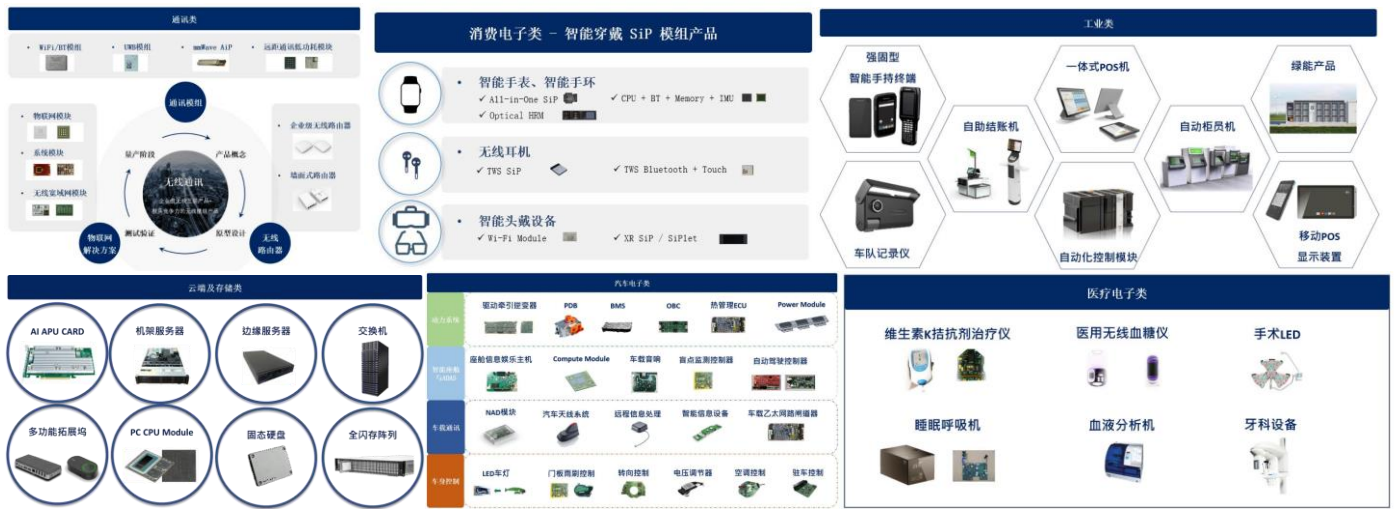 通讯类
• WiFi/BT模组
• UWB模组
• mmWave AiP
• 远距通讯低功耗模块
通讯模组
• 物联网模块
• 系统模块
• 无线宽域网模块
• 企业级无线路由器
• 墙面式路由器
量产阶段
产品概念
无线通讯
测试验证
原型设计
物联网
解决方案
无线
路由器
消费电子类 - 智能穿戴 SiP 模组产品
• 智能手表、智能手环
✓ All-in-One SiP
✓ CPU + BT + Memory + IMU
✓ Optical HRM
• 无线耳机
✓ TWS SiP
✓ TWS Bluetooth + Touch
• 智能头戴设备
✓ Wi-Fi Module
✓ XR SiP / SiPlet
工业类
强固型
智能手持终端
自助结账机
一体式POS机
自动柜员机
绿能产品
车队记录仪
自动化控制模块
移动POS
显示装置
云端及存储类
AI APU CARD
机架服务器
边缘服务器
交换机
多功能拓展坞
PC CPU Module
固态硬盘
全闪存阵列
汽车电子类
动力系统
驱动牵引逆变器
PDB
BMS
OBC
热管理ECU
Power Module
智能座舱
与ADAS
座舱信息娱乐主机
Compute Module
车载音响
盲点监测控制器
自动驾驶控制器
车载通讯
NAD模块
汽车天线系统
远程信息处理
智能信息设备
车载乙太网路闸道器
车身控制
LED车灯
门板雨刷控制
转向控制
电压调节器
空调控制
驻车控制
医疗电子类
维生素K拮抗剂治疗仪
医用无线血糖仪
手术LED
睡眠呼吸机
血液分析机
牙科设备